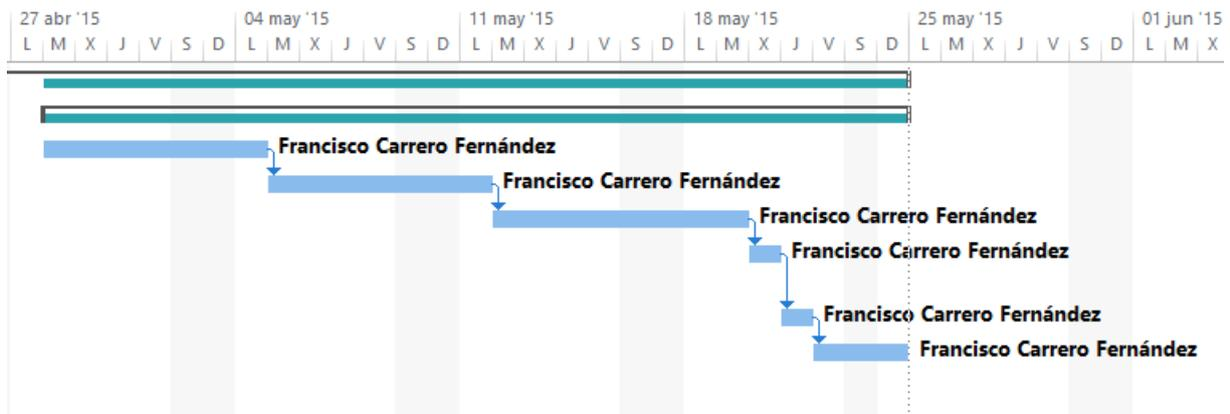 27 abr '15 04 may '15 11 may '15 18 may '15 25 may '15 01 jun '15
L M X J V S D L M X J V S D L M X J V S D L M X J V S D L M X J V S D L M X
Francisco Carrero Fernández
Francisco Carrero Fernández
Francisco Carrero Fernández
Francisco Carrero Fernández
Francisco Carrero Fernández
Francisco Carrero Fernández